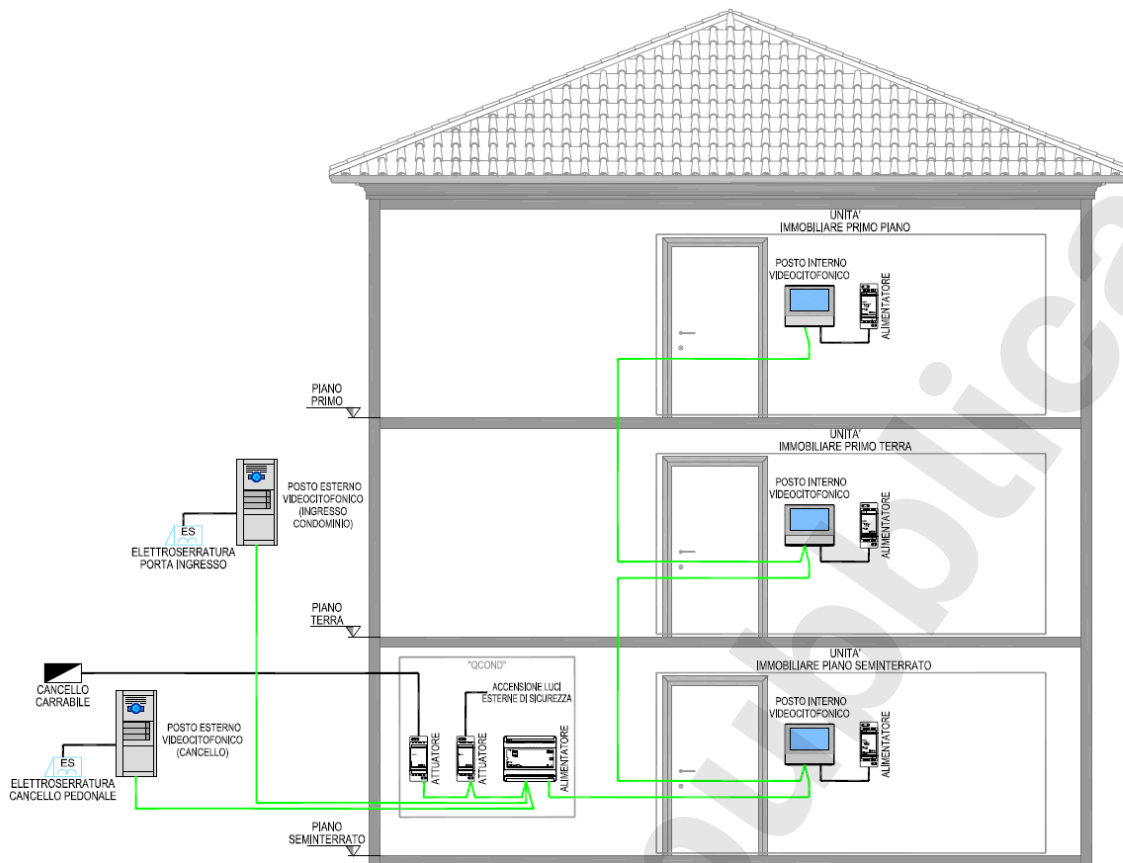 UNITA'
IMMOBILIARE PRIMO PIANO
POSTO INTERNO
VIDEOCITOFONICO
ALIMENTATORE
PIANO
PRIMO
UNITA'
IMMOBILIARE PRIMO TERRA
POSTO INTERNO
VIDEOCITOFONICO
ALIMENTATORE
POSTO ESTERNO
VIDEOCITOFONICO
(INGRESSO
CONDOMINIO)
ES
ELETTROSERRATURA
PORTA INGRESSO
PIANO
TERRA
"QCOND"
UNITA'
IMMOBILIARE PIANO SEMINTERRATO
CANCELLO
CARRABILE
ACCENSIONE LUCI
ESTERNE DI SICUREZZA
POSTO INTERNO
VIDEOCITOFONICO
ALIMENTATORE
POSTO ESTERNO
VIDEOCITOFONICO
(CANCELLO)
ATTUATORE
ATTUATORE
ALIMENTATORE
ES
ELETTROSERRATURA
CANCELLO PEDONALE
PIANO
SEMINTERRATO
pubblica